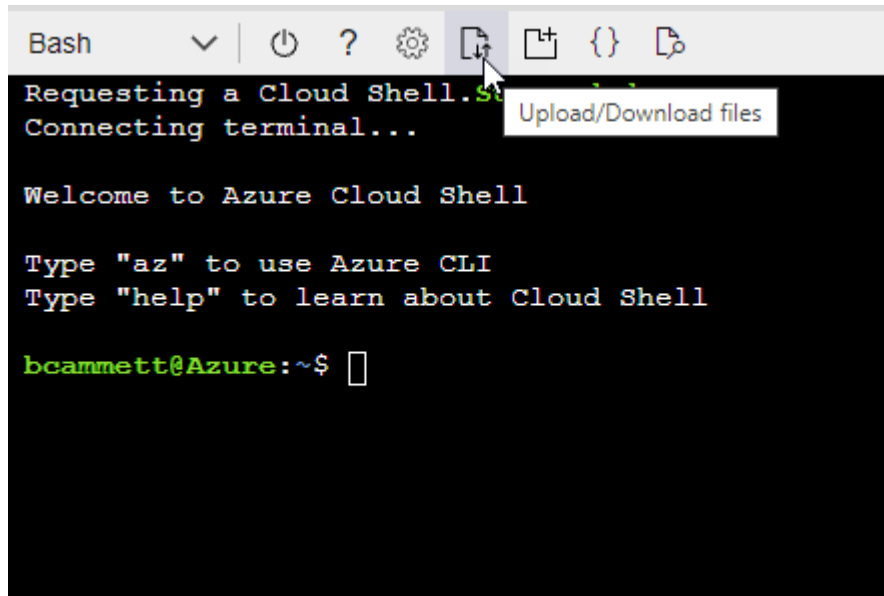 Bash
?
{}
Requesting a Cloud Shell.
Upload/Download files
Connecting terminal...
Welcome to Azure Cloud Shell
Type "az" to use Azure CLI
Type "help" to learn about Cloud Shell
bcammett@Azure:~$